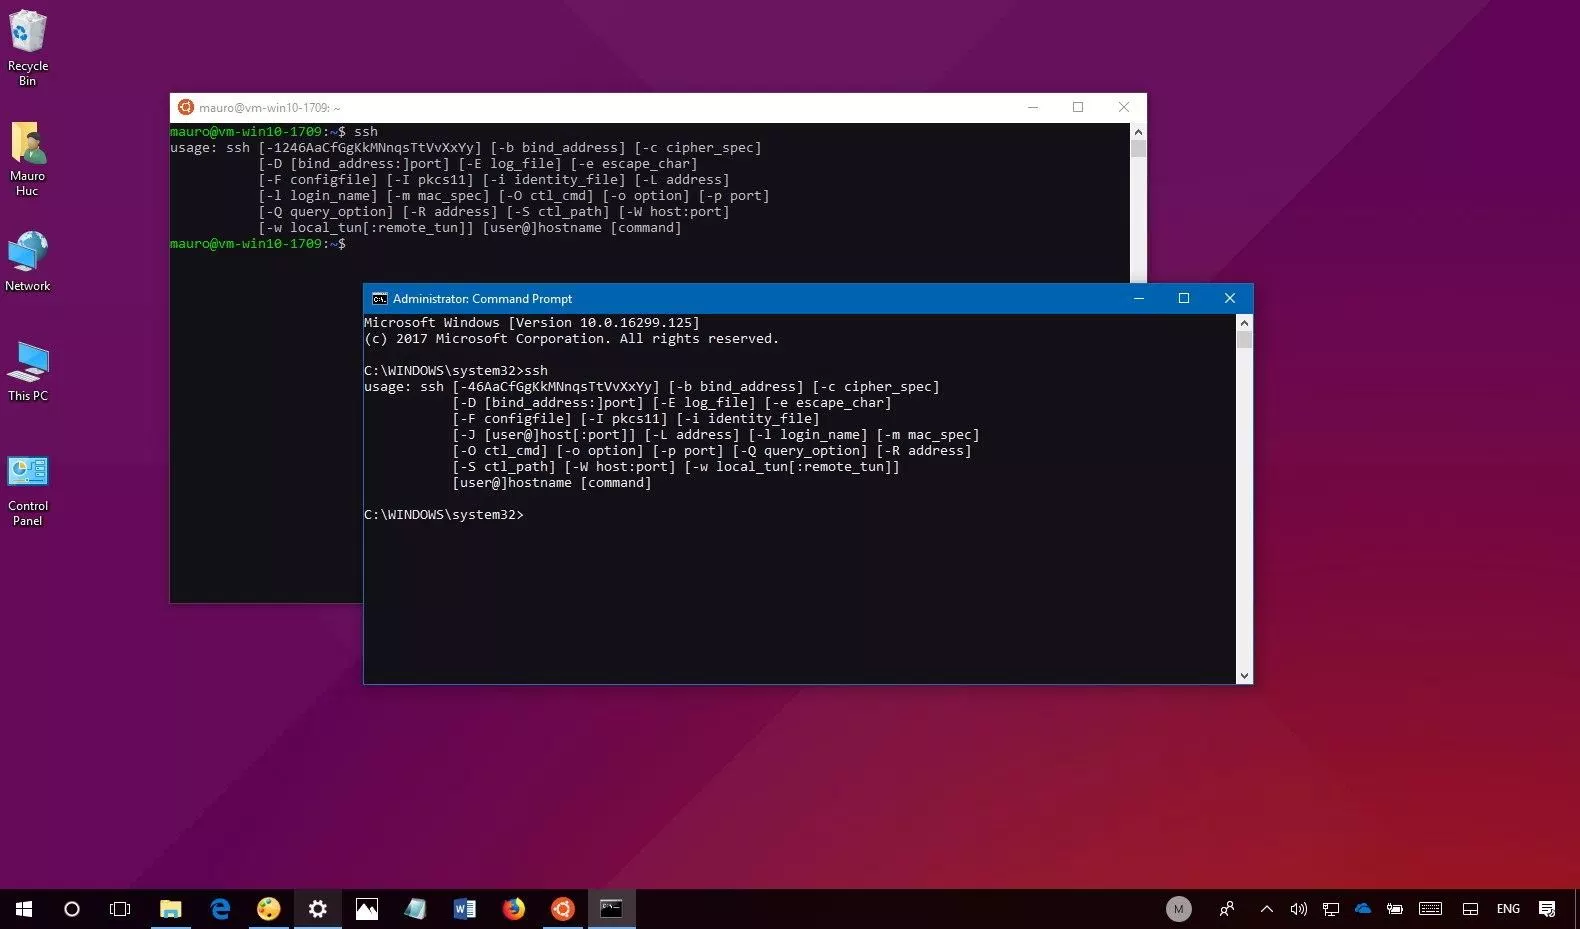 Recycle
Bin
Mauro
Huc
Network
This PC
Control
Panel
mauro@vm-win10-1709: ~
mauro@vm-win10-1709:~$ ssh
usage: ssh [-1246AaCfGgKkMNnqsTtVvXxYy] [-b bind_address] [-c cipher_spec]
           [-D [bind_address:]port] [-E log_file] [-e escape_char]
           [-F configfile] [-I pkcs11] [-i identity_file] [-L address]
           [-l login_name] [-m mac_spec] [-O ctl_cmd] [-o option] [-p port]
           [-Q query_option] [-R address] [-S ctl_path] [-W host:port]
           [-w local_tun[:remote_tun]] [user@]hostname [command]
mauro@vm-win10-1709:~$
Administrator: Command Prompt
Microsoft Windows [Version 10.0.16299.125]
(c) 2017 Microsoft Corporation. All rights reserved.
C:\WINDOWS\system32>ssh
usage: ssh [-46AaCfGgKkMNnqsTtVvXxYy] [-b bind_address] [-c cipher_spec]
           [-D [bind_address:]port] [-E log_file] [-e escape_char]
           [-F configfile] [-I pkcs11] [-i identity_file]
           [-J [user@]host[:port]] [-L address] [-l login_name] [-m mac_spec]
           [-O ctl_cmd] [-o option] [-p port] [-Q query_option] [-R address]
           [-S ctl_path] [-W host:port] [-w local_tun[:remote_tun]]
           [user@]hostname [command]
C:\WINDOWS\system32>
M
ENG